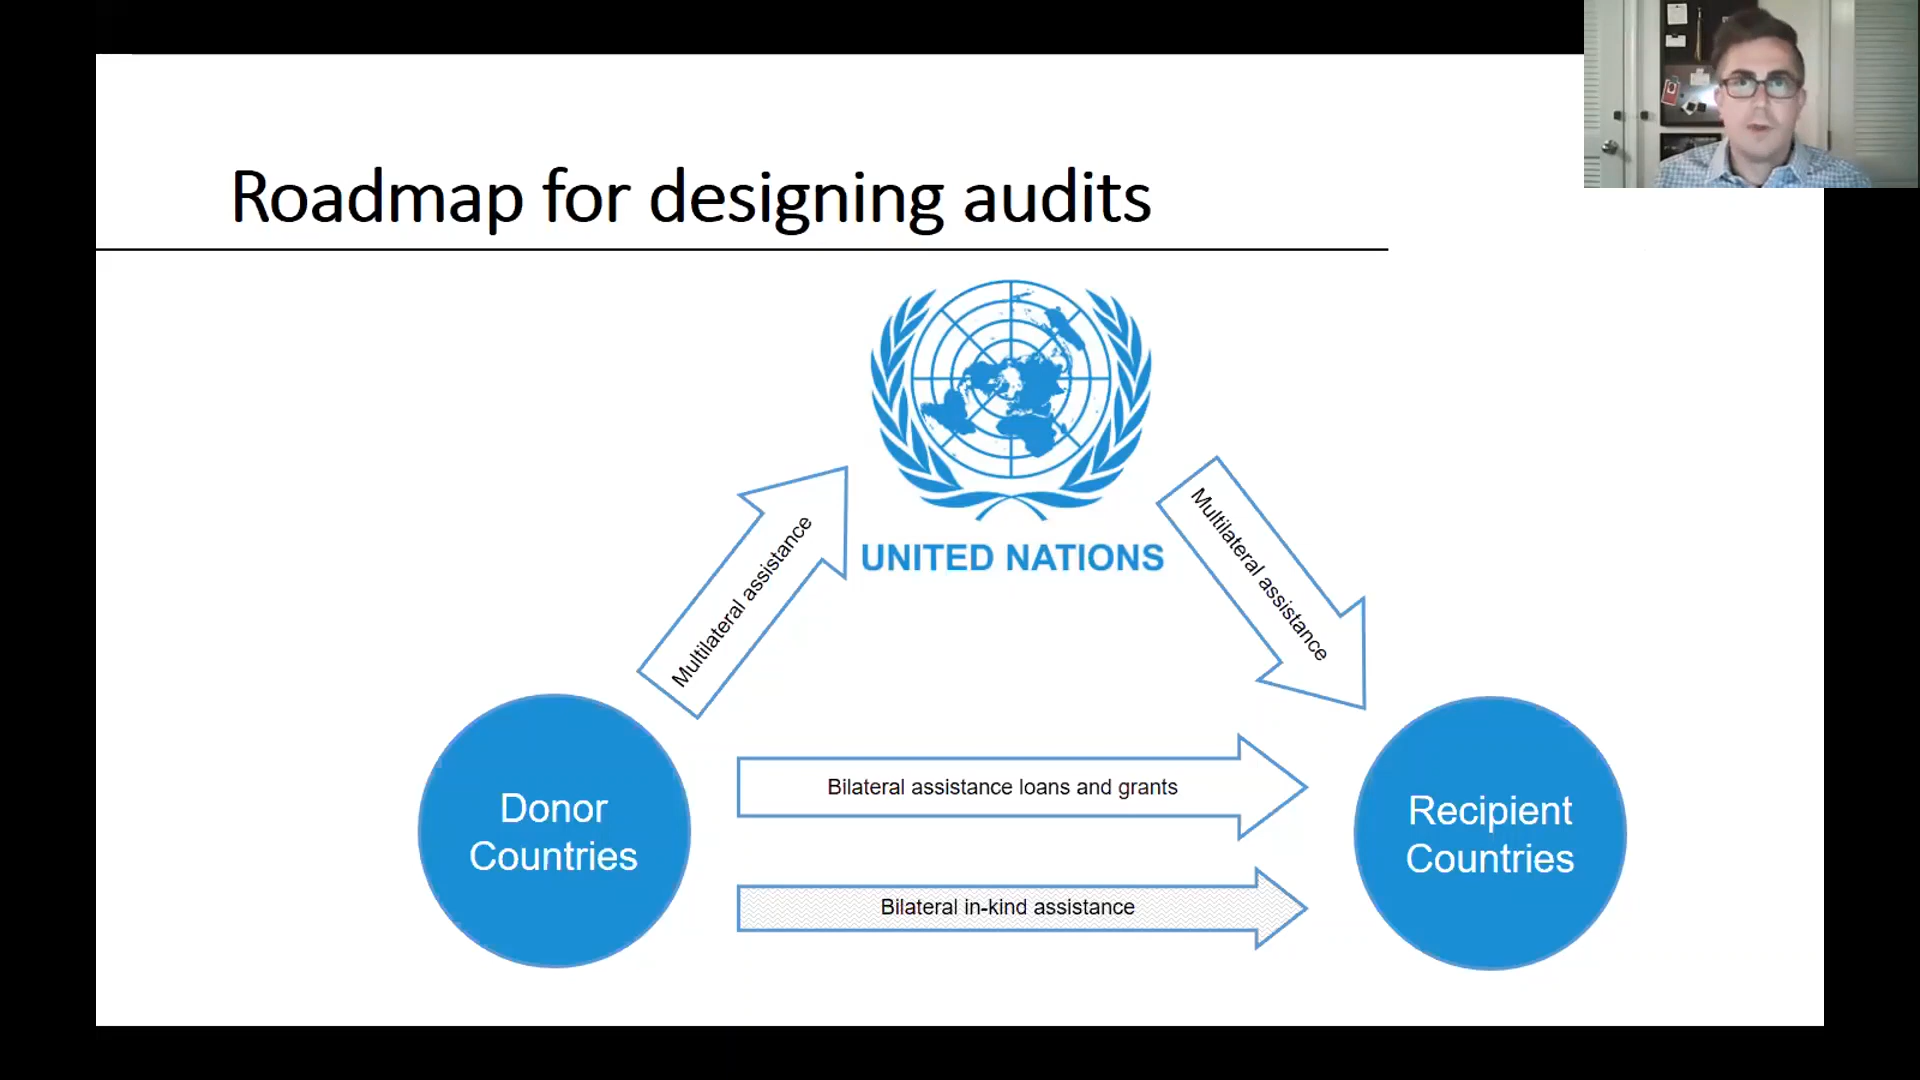 Roadmap for designing audits
UNITED NATIONS
Multilateral assistance
Multilateral assistance
Donor
Countries
Bilateral assistance loans and grants
Bilateral in-kind assistance
Recipient
Countries